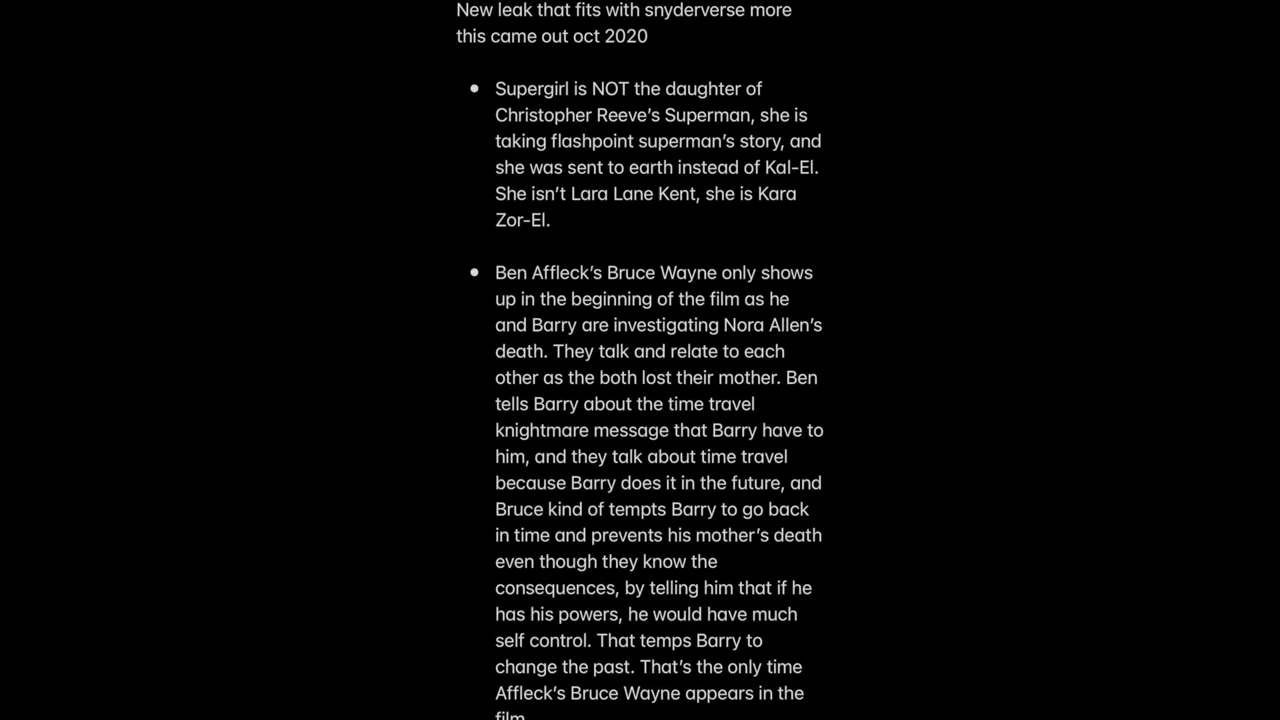 New leak that fits with snyderverse more
this came out oct 2020
• Supergirl is NOT the daughter of
Christopher Reeve's Superman, she is
taking flashpoint superman's story, and
she was sent to earth instead of Kal-El.
She isn't Lara Lane Kent, she is Kara
Zor-El.
• Ben Affleck's Bruce Wayne only shows
up in the beginning of the film as he
and Barry are investigating Nora Allen's
death. They talk and relate to each
other as the both lost their mother. Ben
tells Barry about the time travel
knightmare message that Barry have to
him, and they talk about time travel
because Barry does it in the future, and
Bruce kind of tempts Barry to go back
in time and prevents his mother's death
even though they know the
consequences, by telling him that if he
has his powers, he would have much
self control. That temps Barry to
change the past. That's the only time
Affleck's Bruce Wayne appears in the
film